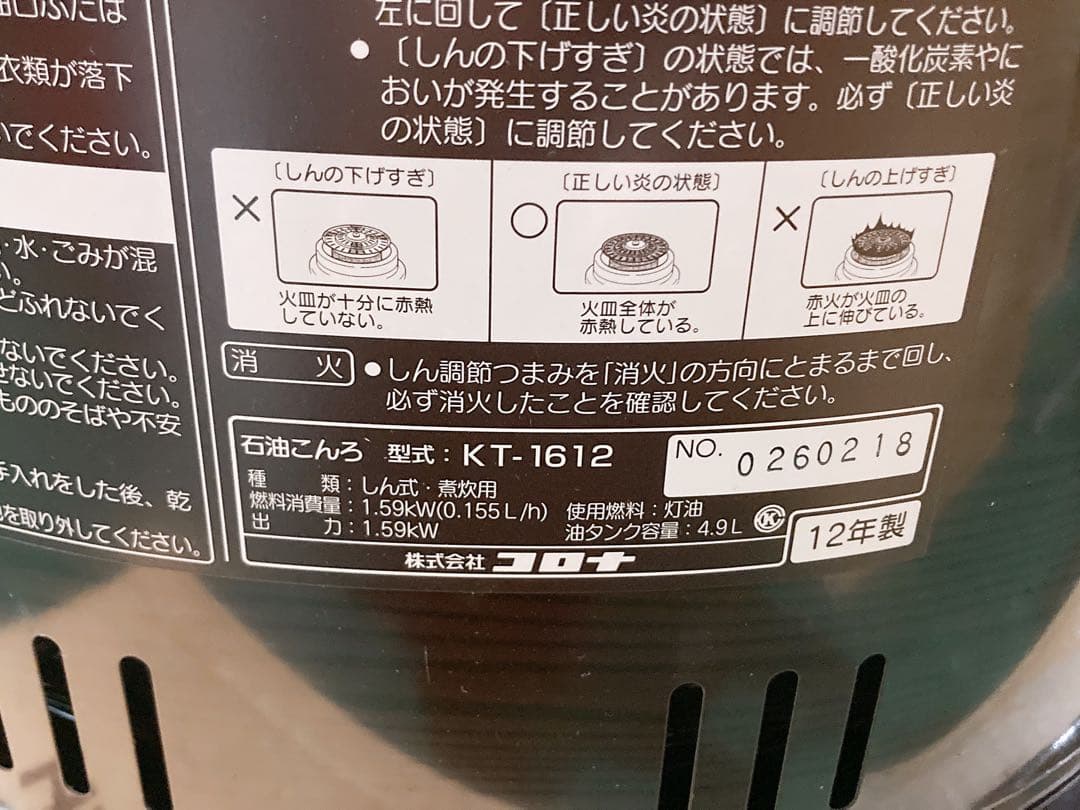 油口ふたは
衣類が落下
いでください。
・水・ごみが混
い。
どふれないでく
ないでください。
せないでください。
もののそばや不安
手入れをした後、乾
を取り外してください。
左に回して〔正しい炎の状態〕に調節してください。
●〔しんの下げすぎ〕の状態では、一酸化炭素やに
おいが発生することがあります。必ず〔正しい炎
の状態〕に調節してください。
〔しんの下げすぎ〕
×
火皿が十分に赤熱
していない。
〔正しい炎の状態〕
○
火皿全体が
赤熱している。
〔しんの上げすぎ〕
×
赤火が火皿の
上に伸びている。
消火
●しん調節つまみを「消火」の方向にとまるまで回し、
必ず消火したことを確認してください。
石油こんろ 型式：KT-1612
NO. 0260218
種類：しん式・煮炊用
燃料消費量：1.59kW(0.155L/h) 使用燃料：灯油
出力：1.59kW 油タンク容量：4.9L
12年製
株式会社コロナ